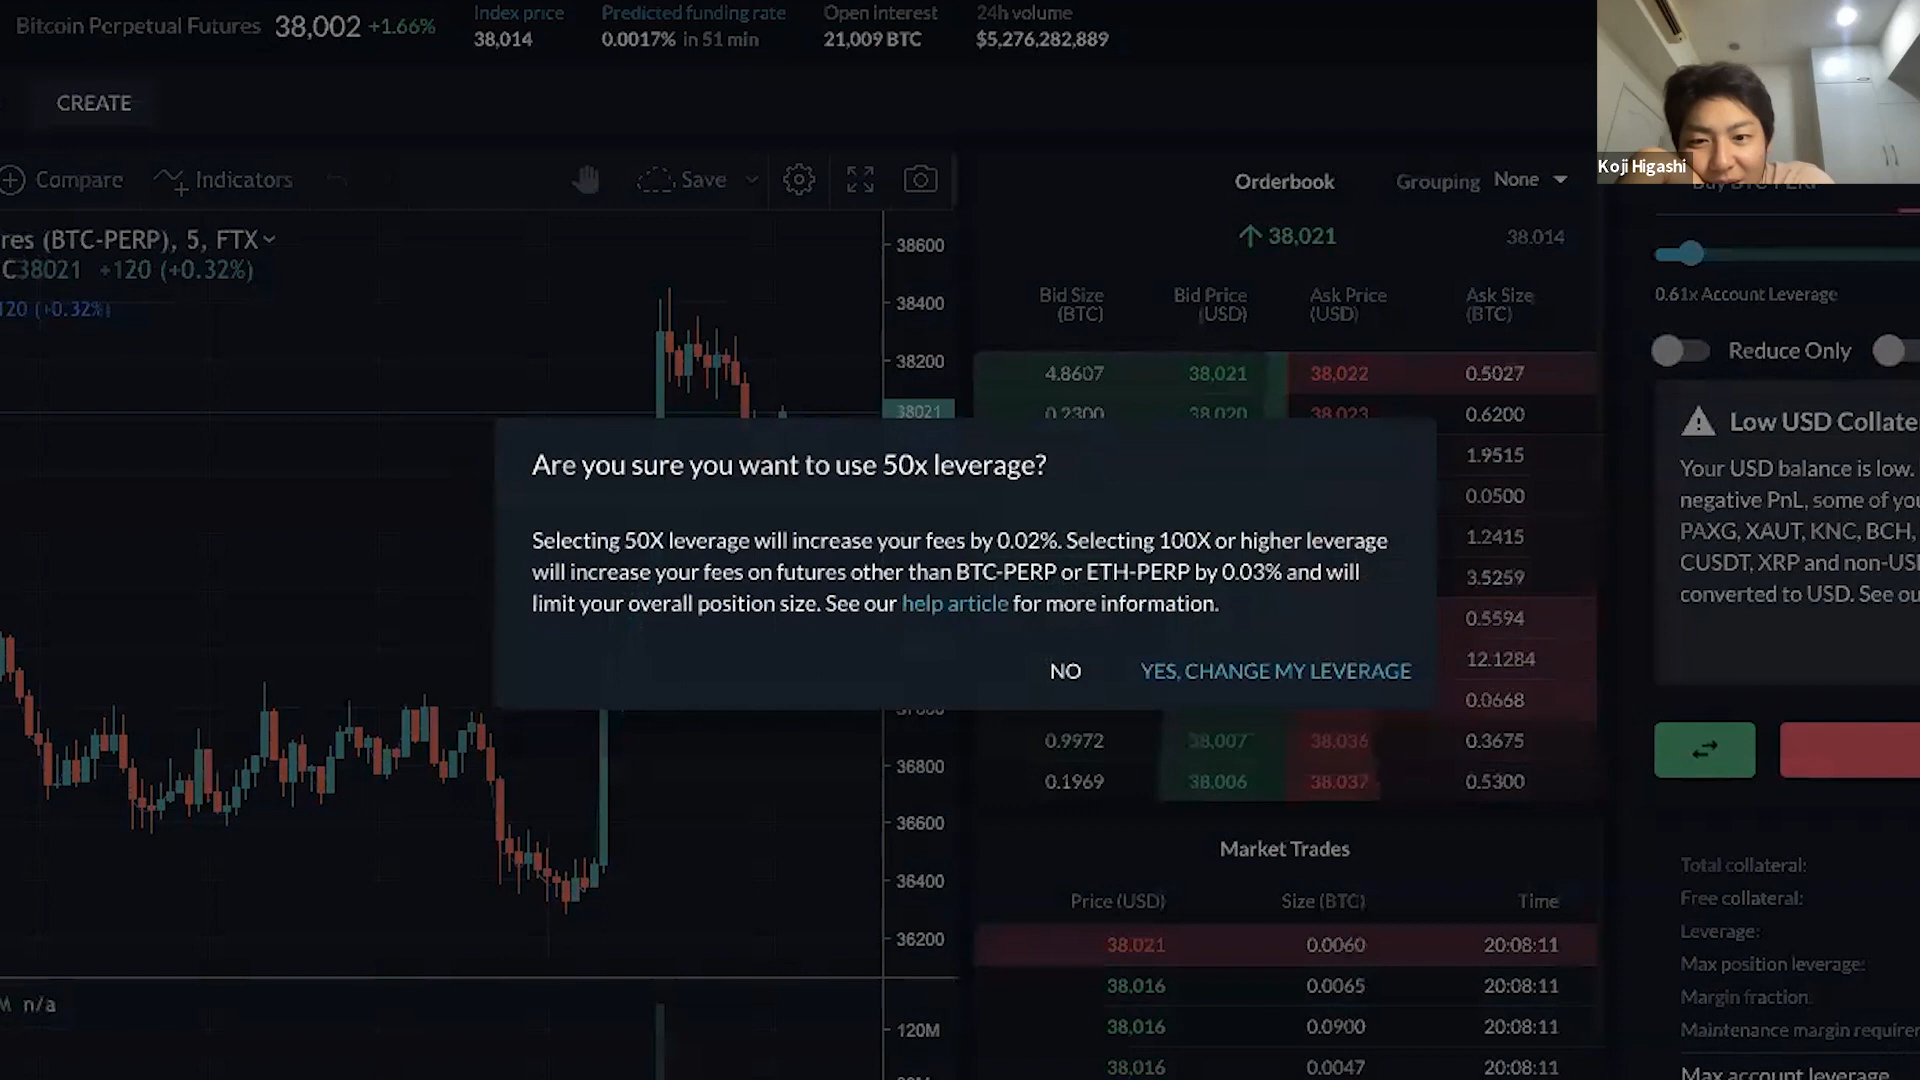 Bitcoin Perpetual Futures 38,002 +1.66%
Index price
38,014
Predicted funding rate
0.0017% in 51 min
Open interest
21,009 BTC
24h volume
$5,276,282,889
CREATE
Compare Indicators Save
res (BTC-PERP), 5, FTX
C38021 +120 (+0.32%)
120 (+0.32%)
38600
38400
38200
38021
36800
36600
36400
36200
n/a
120M
Orderbook Grouping None
38,021 38.014
Bid Size (BTC) Bid Price (USD) Ask Price (USD) Ask Size (BTC)
4.8607 38,021 38,022 0.5027
0.2300 38,020 38,023 0.6200
1.9515
0.0500
1.2415
3.5259
0.5594
12.1284
0.0668
0.9972 38,007 38.036 0.3675
0.1969 38,006 38.037 0.5300
Are you sure you want to use 50x leverage?
Selecting 50X leverage will increase your fees by 0.02%. Selecting 100X or higher leverage
will increase your fees on futures other than BTC-PERP or ETH-PERP by 0.03% and will
limit your overall position size. See our help article for more information.
NO YES, CHANGE MY LEVERAGE
Market Trades
Price (USD) Size (BTC) Time
38.021 0.0060 20:08:11
38,016 0.0065 20:08:11
38,016 0.0900 20:08:11
38,016 0.0047 20:08:11
Koji Higashi
0.61x Account Leverage
Reduce Only
Low USD Collate
Your USD balance is low.
negative PnL, some of you
PAXG, XAUT, KNC, BCH,
CUSDT, XRP and non-USD
converted to USD. See ou
Total collateral:
Free collateral:
Leverage:
Max position leverage:
Margin fraction
Maintenance margin requirer
Max account leverage